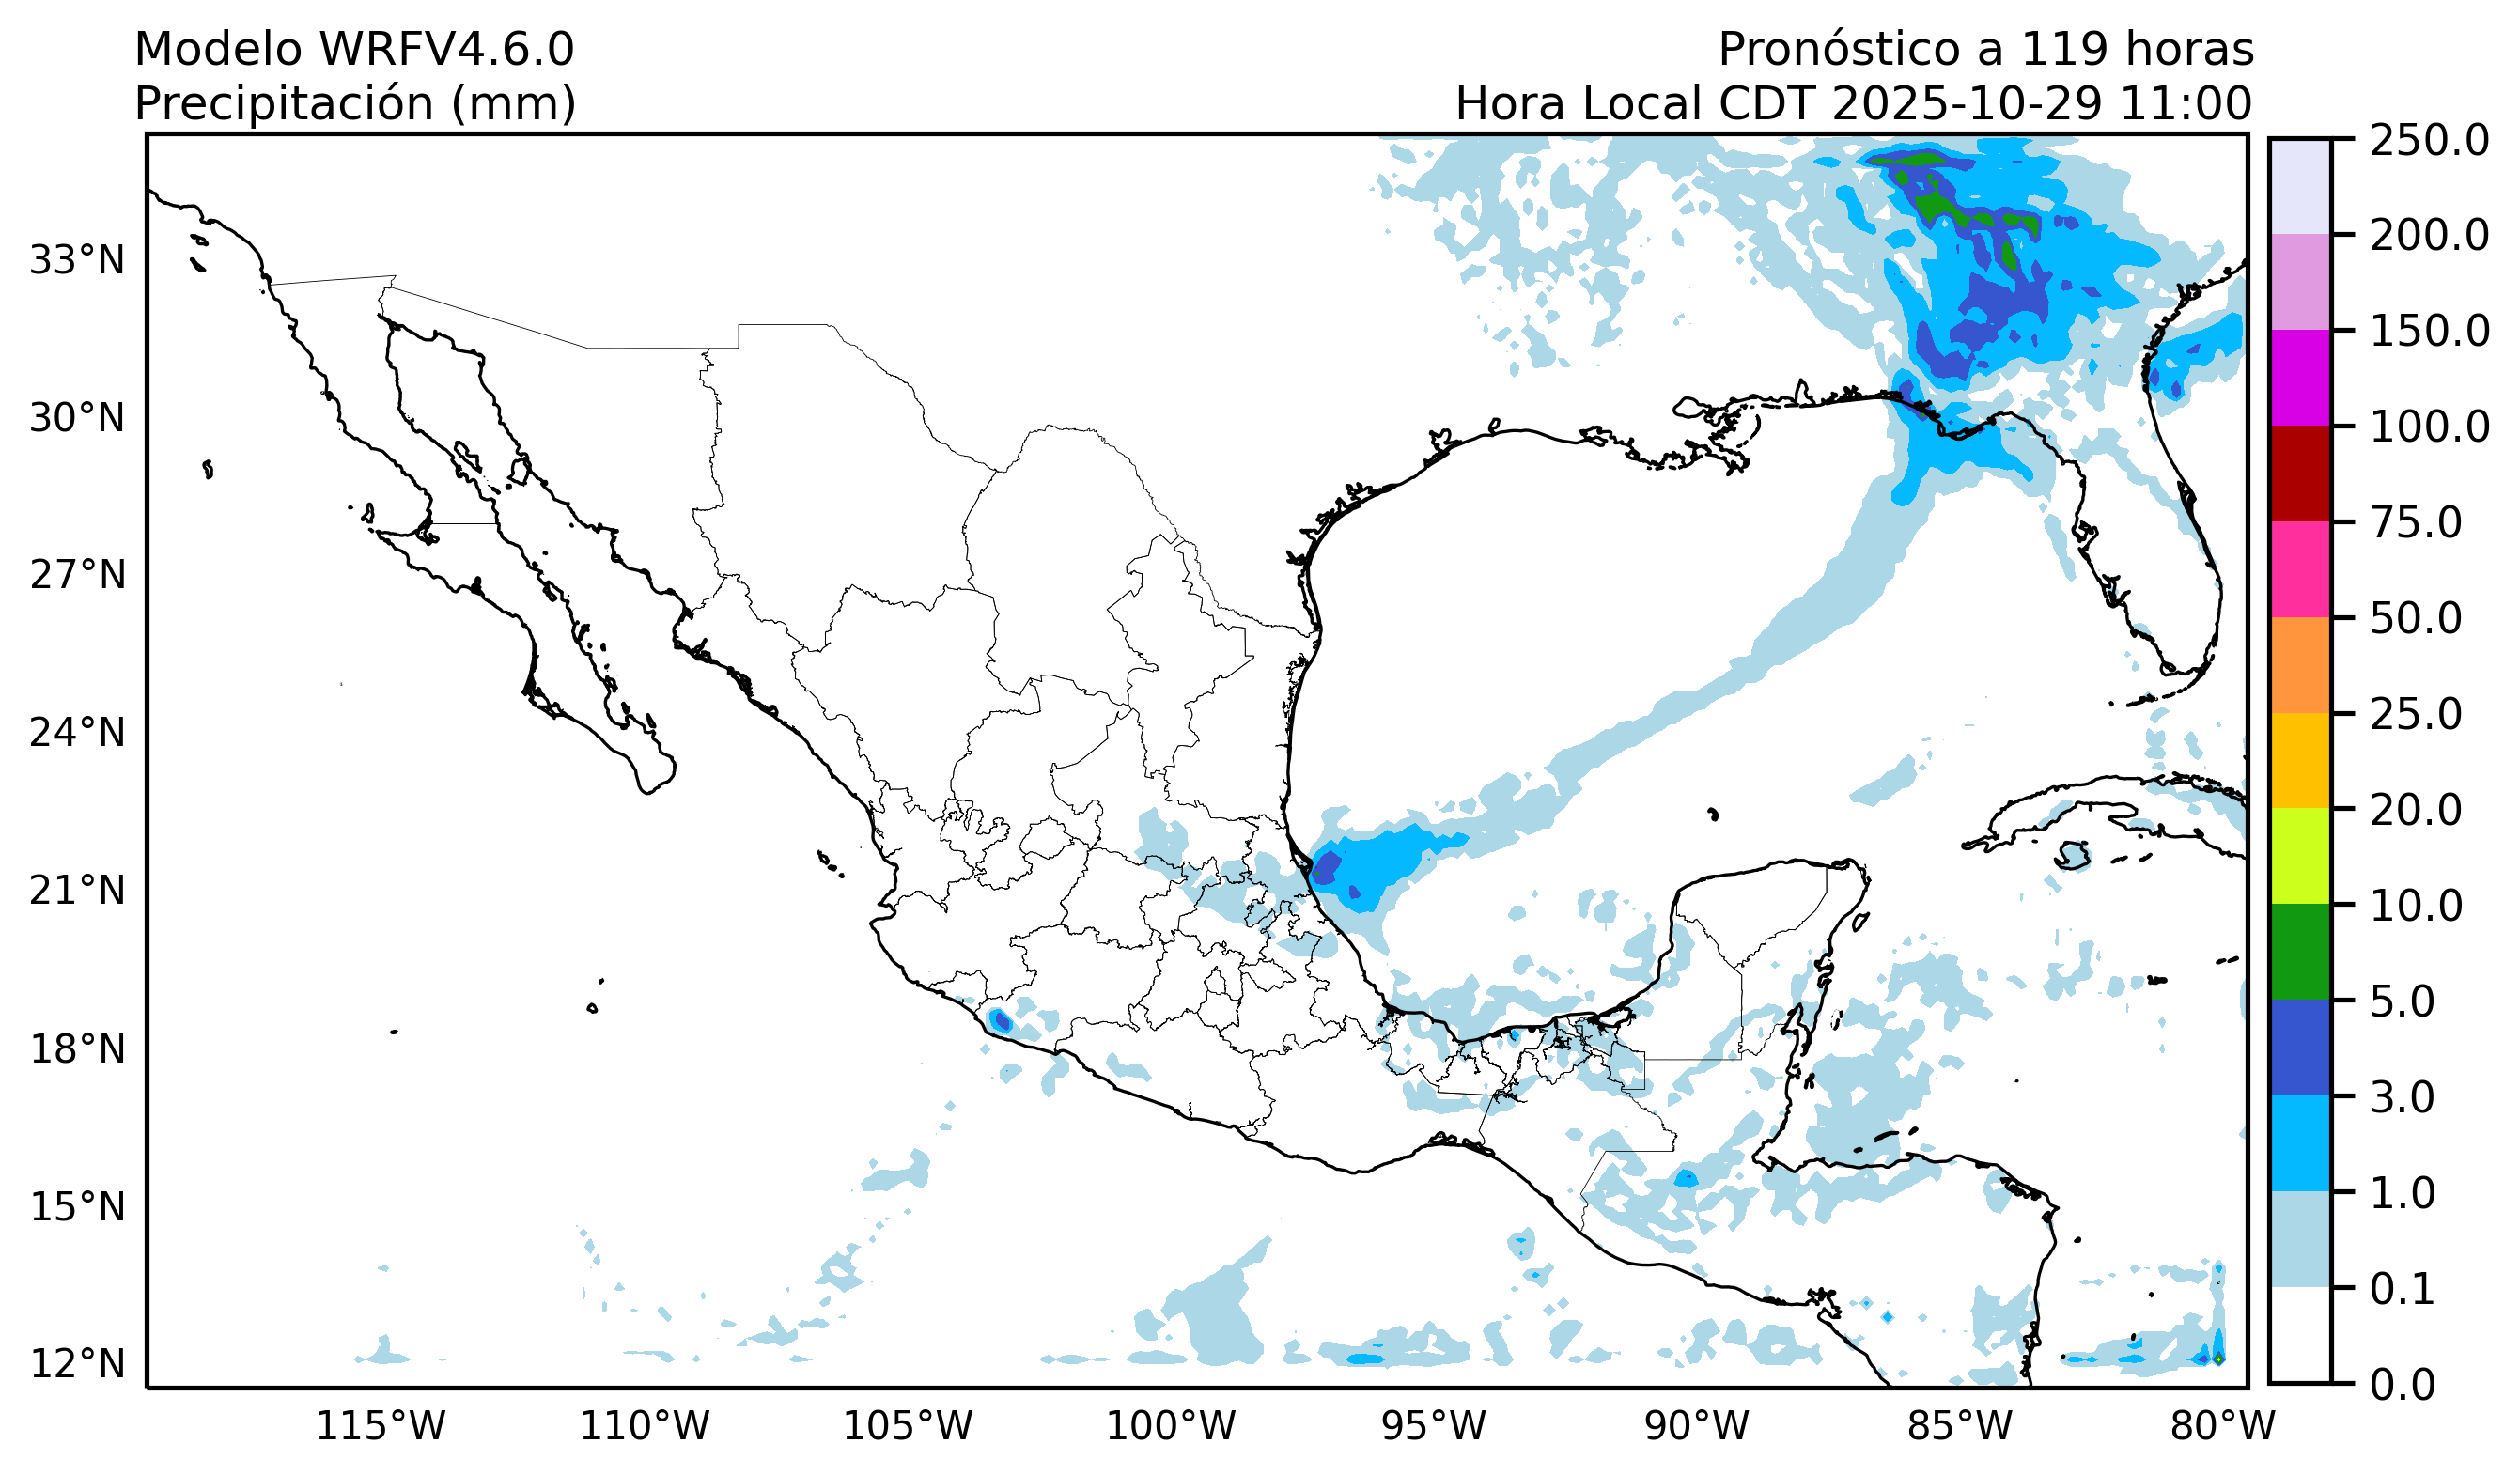 Modelo WRFV4.6.0
Precipitación (mm)
Pronóstico a 119 horas
Hora Local CDT 2025-10-29 11:00
33°N
30°N
27°N
24°N
21°N
18°N
15°N
12°N
115°W
110°W
105°W
100°W
95°W
90°W
85°W
80°W
250.0
200.0
150.0
100.0
75.0
50.0
25.0
20.0
10.0
5.0
3.0
1.0
0.1
0.0